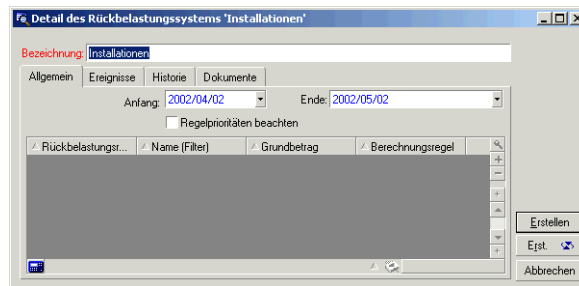 Detail des Rückbelastungssystems 'Installationen'
Bezeichnung: Installationen
Allgemein Ereignisse Historie Dokumente
Anfang: 2002/04/02 Ende: 2002/05/02
Regelprioritäten beachten
Rückbelastungsr... Name (Filter) Grundbetrag Berechnungsregel
Erstellen
Erst.
Abbrechen